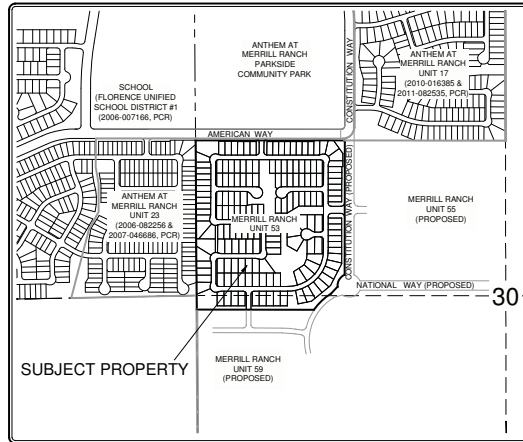 ANTHEM AT
MERRILL RANCH
PARKSIDE
COMMUNITY PARK
ANTHEM AT
MERRILL RANCH
UNIT 17
(2010-016385 &
2011-082535, PCR)
SCHOOL
(FLORENCE UNIFIED
SCHOOL DISTRICT #1
(2006-007166, PCR)
CONSTITUTION WAY
AMERICAN WAY
ANTHEM AT
MERRILL RANCH
UNIT 23
(2006-082256 &
2007-046686, PCR)
MERRILL RANCH
UNIT 53
CONSTITUTION WAY (PROPOSED)
MERRILL RANCH
UNIT 55
(PROPOSED)
NATIONAL WAY (PROPOSED)
30
SUBJECT PROPERTY
MERRILL RANCH
UNIT 59
(PROPOSED)